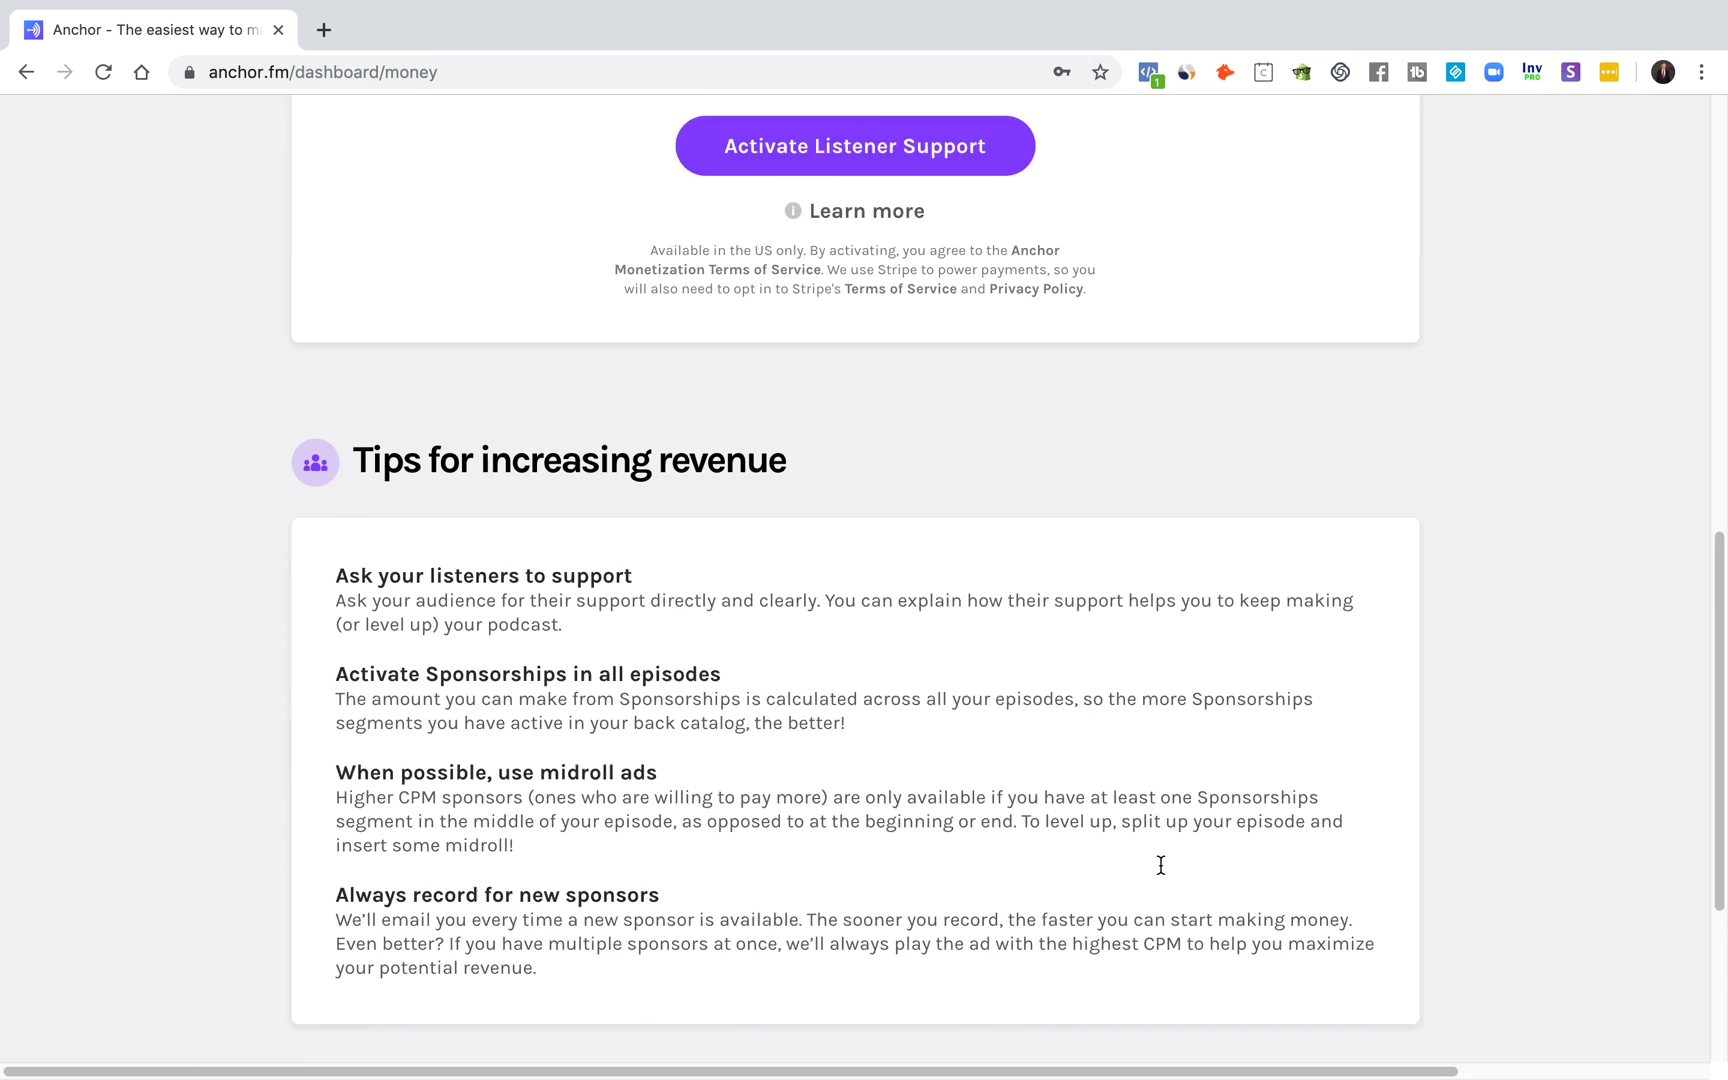 Anchor - The easiest way to m
anchor.fm/dashboard/money
1
Inv
PRO
S
Activate Listener Support
Learn more
Available in the US only. By activating, you agree to the Anchor
Monetization Terms of Service. We use Stripe to power payments, so you
will also need to opt in to Stripe's Terms of Service and Privacy Policy.
Tips for increasing revenue
Ask your listeners to support
Ask your audience for their support directly and clearly. You can explain how their support helps you to keep making
(or level up) your podcast.
Activate Sponsorships in all episodes
The amount you can make from Sponsorships is calculated across all your episodes, so the more Sponsorships
segments you have active in your back catalog, the better!
When possible, use midroll ads
Higher CPM sponsors (ones who are willing to pay more) are only available if you have at least one Sponsorships
segment in the middle of your episode, as opposed to at the beginning or end. To level up, split up your episode and
insert some midroll!
Always record for new sponsors
We’ll email you every time a new sponsor is available. The sooner you record, the faster you can start making money.
Even better? If you have multiple sponsors at once, we’ll always play the ad with the highest CPM to help you maximize
your potential revenue.